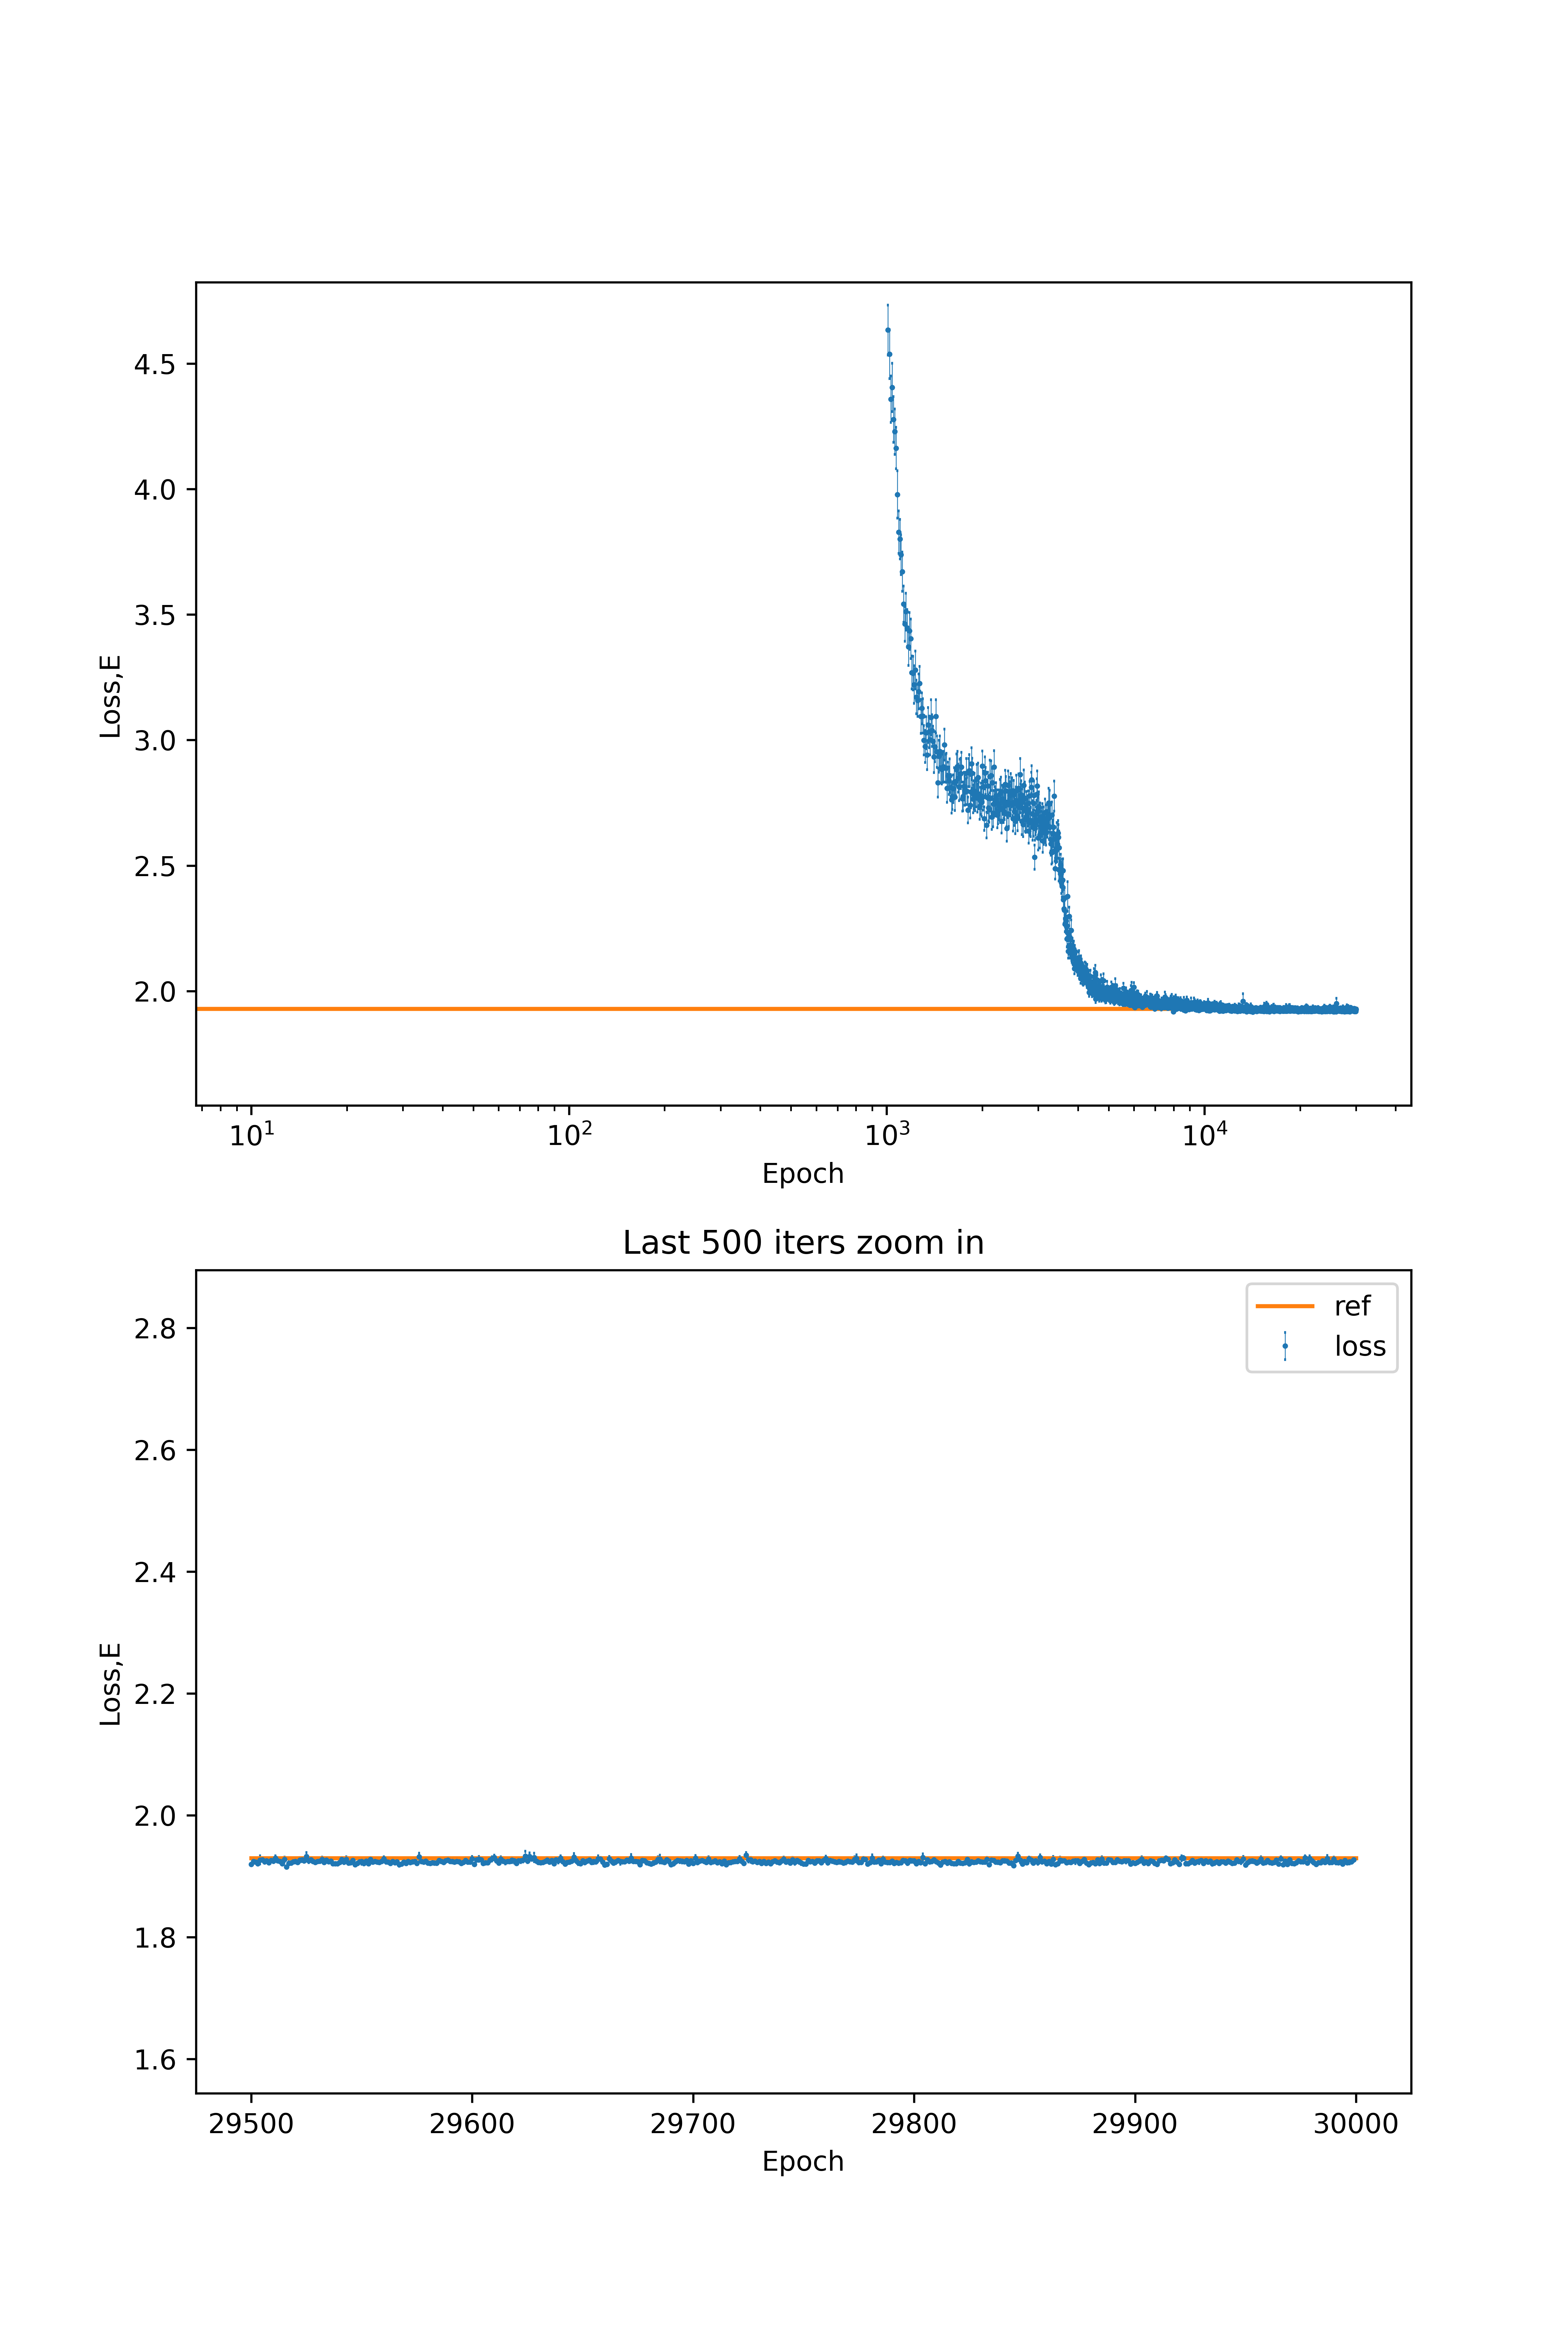 4.5
4.0
3.5
3.0
2.5
2.0
Loss,E
10¹ 10² 10³ 10⁴
Epoch
Last 500 iters zoom in
ref
loss
2.8
2.6
2.4
2.2
2.0
1.8
1.6
Loss,E
29500 29600 29700 29800 29900 30000
Epoch